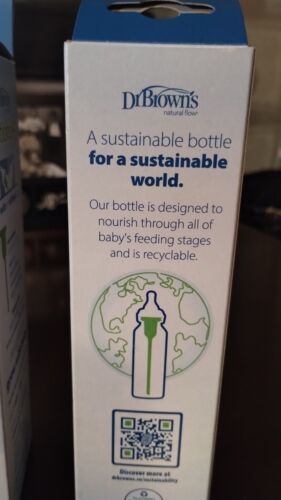 Dr Brown's
natural flow®
A sustainable bottle
for a sustainable
world.
Our bottle is designed to
nourish through all of
baby's feeding stages
and is recyclable.
Discover more at
drbrowns.ca/sustainability